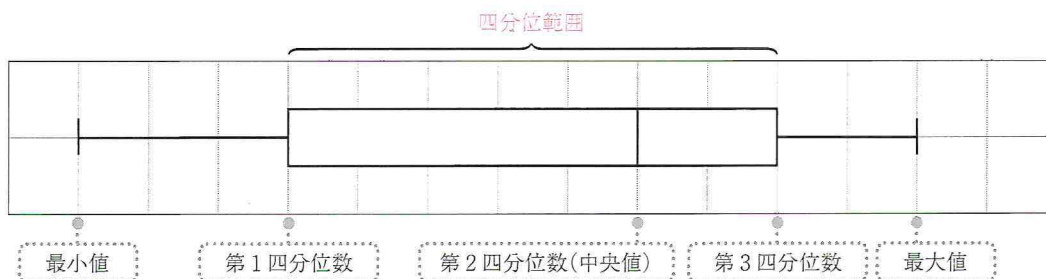 四分位範囲
最小値
第1四分位数
第2四分位数(中央値)
第3四分位数
最大値